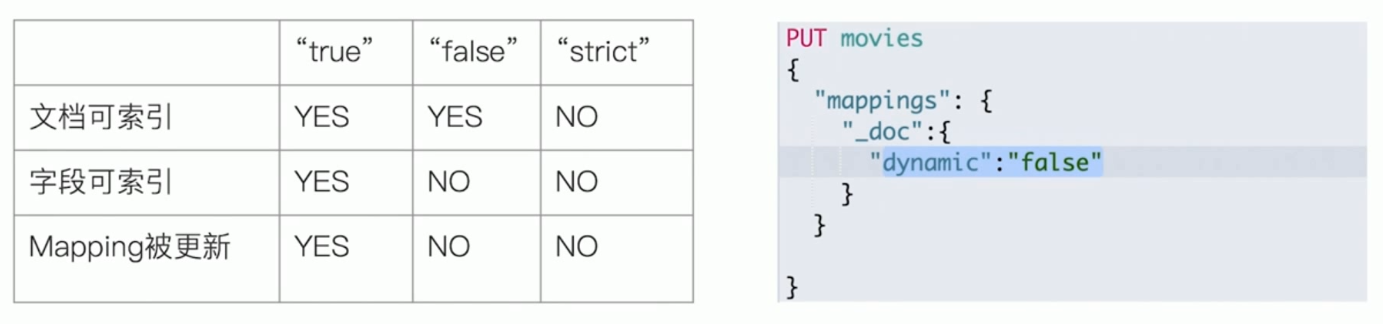 “true” “false” “strict”
文档可索引 YES YES NO
字段可索引 YES NO NO
Mapping被更新 YES NO NO
PUT movies
{
"mappings": {
"_doc":{
"dynamic":"false"
}
}
}